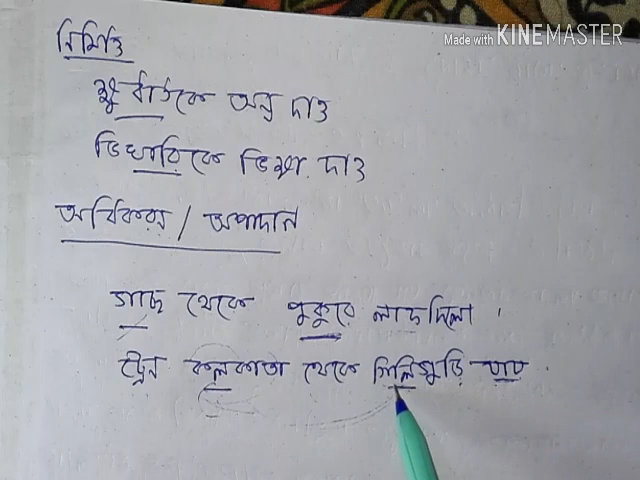 Made with KINEMASTER
নিমিত্ত
ক্ষুধার্তকে অন্ন দাও
ভিখারিকে ভিক্ষা দাও
অধিকরণ / অপাদান
গাছ থেকে পুকুরে লাফ দিলো।
ট্রেন কলকাতা থেকে শিলিগুড়ি যায়।